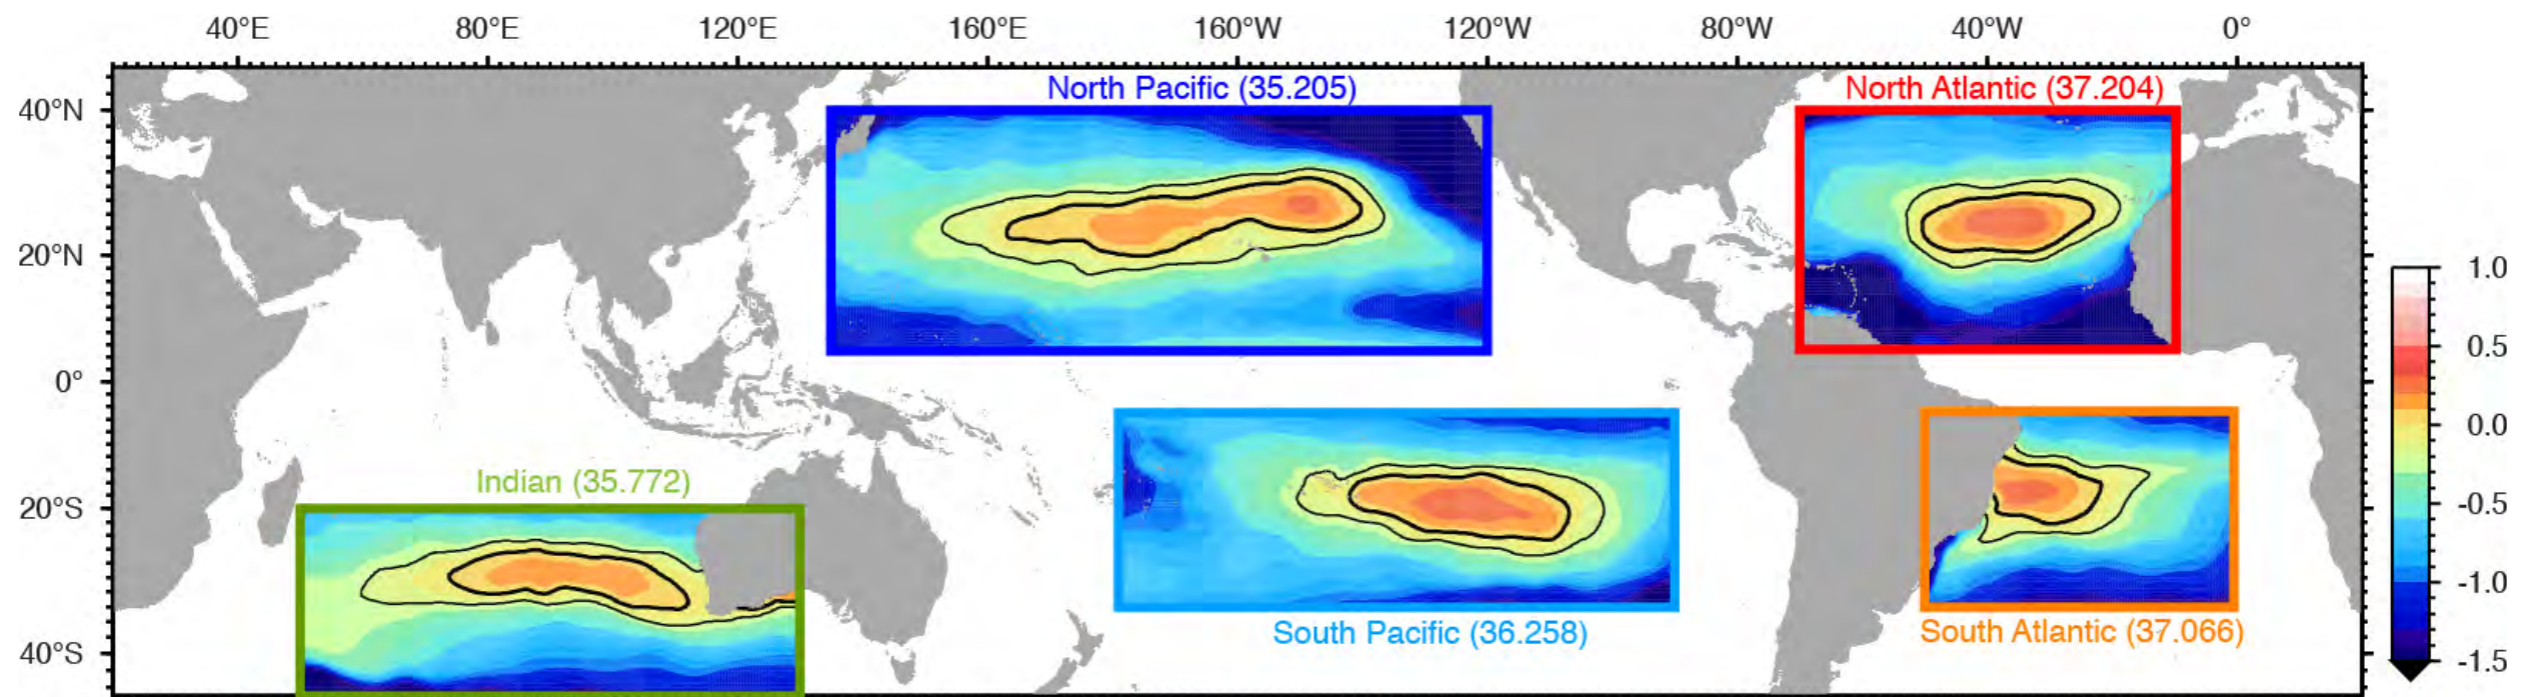 40°E 80°E 120°E 160°E 160°W 120°W 80°W 40°W 0°
North Pacific (35.205) North Atlantic (37.204)
40°N
20°N
1.0
0.5
0°
0.0
Indian (35.772)
-0.5
20°S
-1.0
South Pacific (36.258) South Atlantic (37.066)
40°S
-1.5